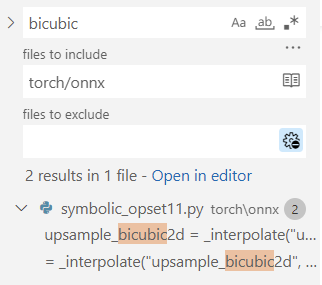 bicubic Aa ab .*
files to include
...
torch/onnx
files to exclude
2 results in 1 file - Open in editor
symbolic_opset11.py torch\onnx 2
upsample_bicubic2d = _interpolate("u...
= _interpolate("upsample_bicubic2d", ...